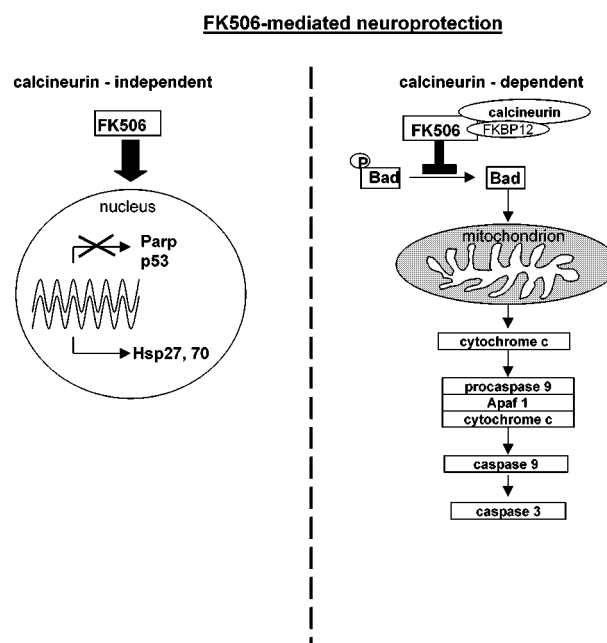 FK506-mediated neuroprotection
calcineurin - independent
FK506
nucleus
Parp
p53
Hsp27, 70
calcineurin - dependent
calcineurin
FK506
FKBP12
P
Bad
Bad
mitochondrion
cytochrome c
procaspase 9
Apaf 1
cytochrome c
caspase 9
caspase 3